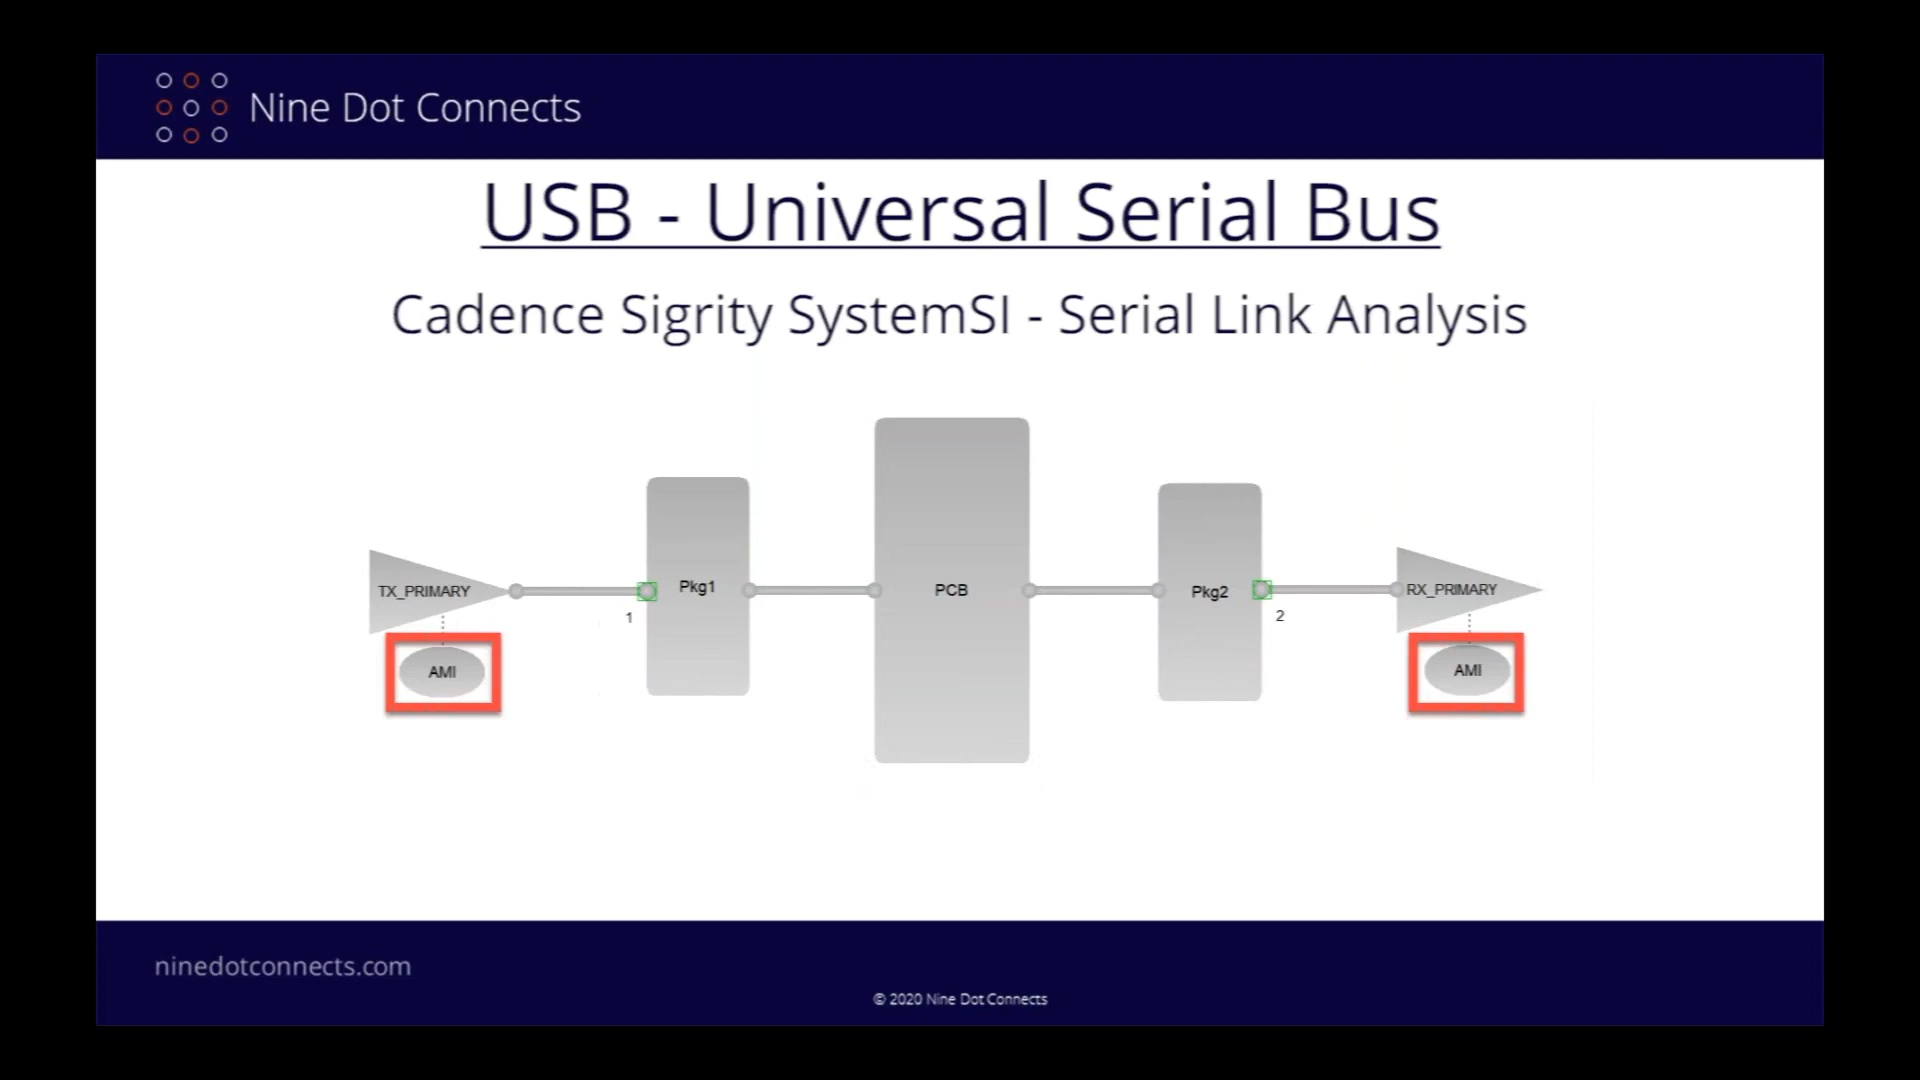 Nine Dot Connects
USB - Universal Serial Bus
Cadence Sigrity SystemSI - Serial Link Analysis
TX_PRIMARY
Pkg1
PCB
Pkg2
RX_PRIMARY
1
2
AMI
AMI
ninedotconnects.com
© 2020 Nine Dot Connects